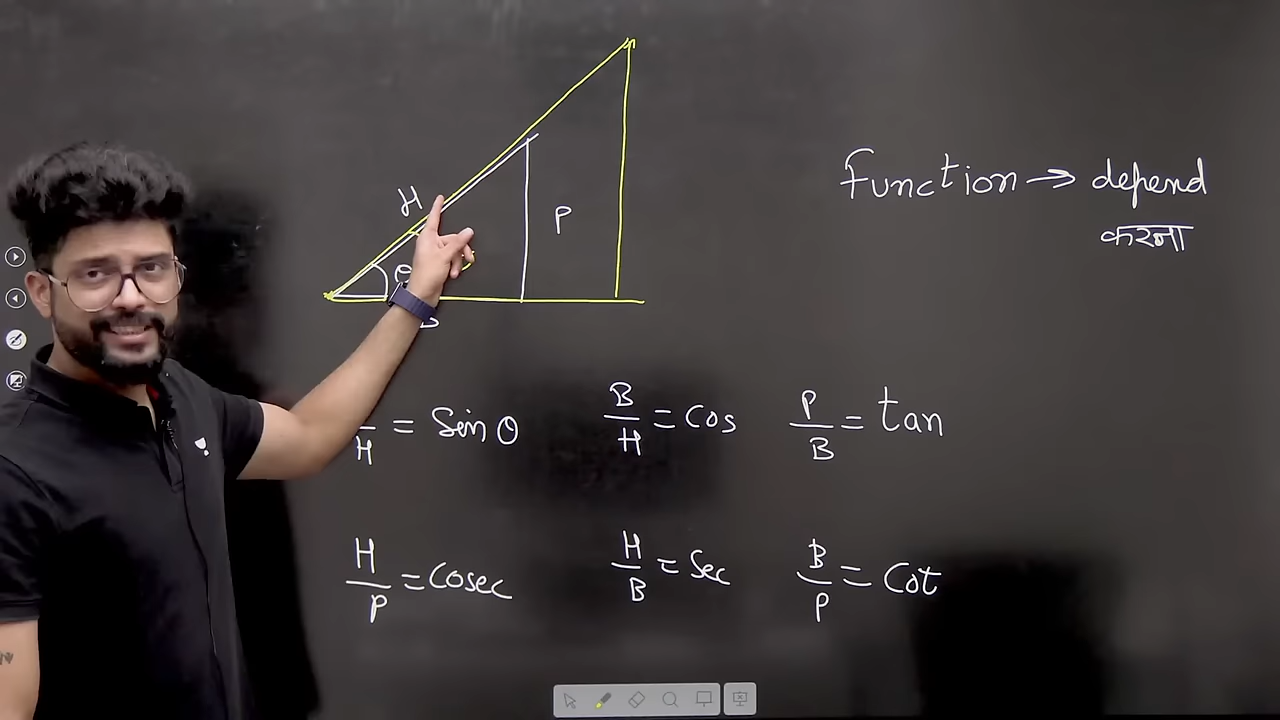 H
P
θ
B
Function → depend
करना
/H = Sin θ
B/H = Cos
P/B = tan
H/P = Cosec
H/B = Sec
B/P = Cot